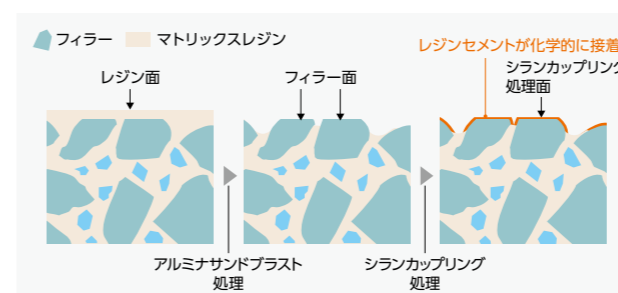 フィラー
マトリックスレジン
レジンセメントが化学的に接着
レジン面
フィラー面
シランカップリング
処理面
アルミナサンドブラスト
処理
シランカップリング
処理